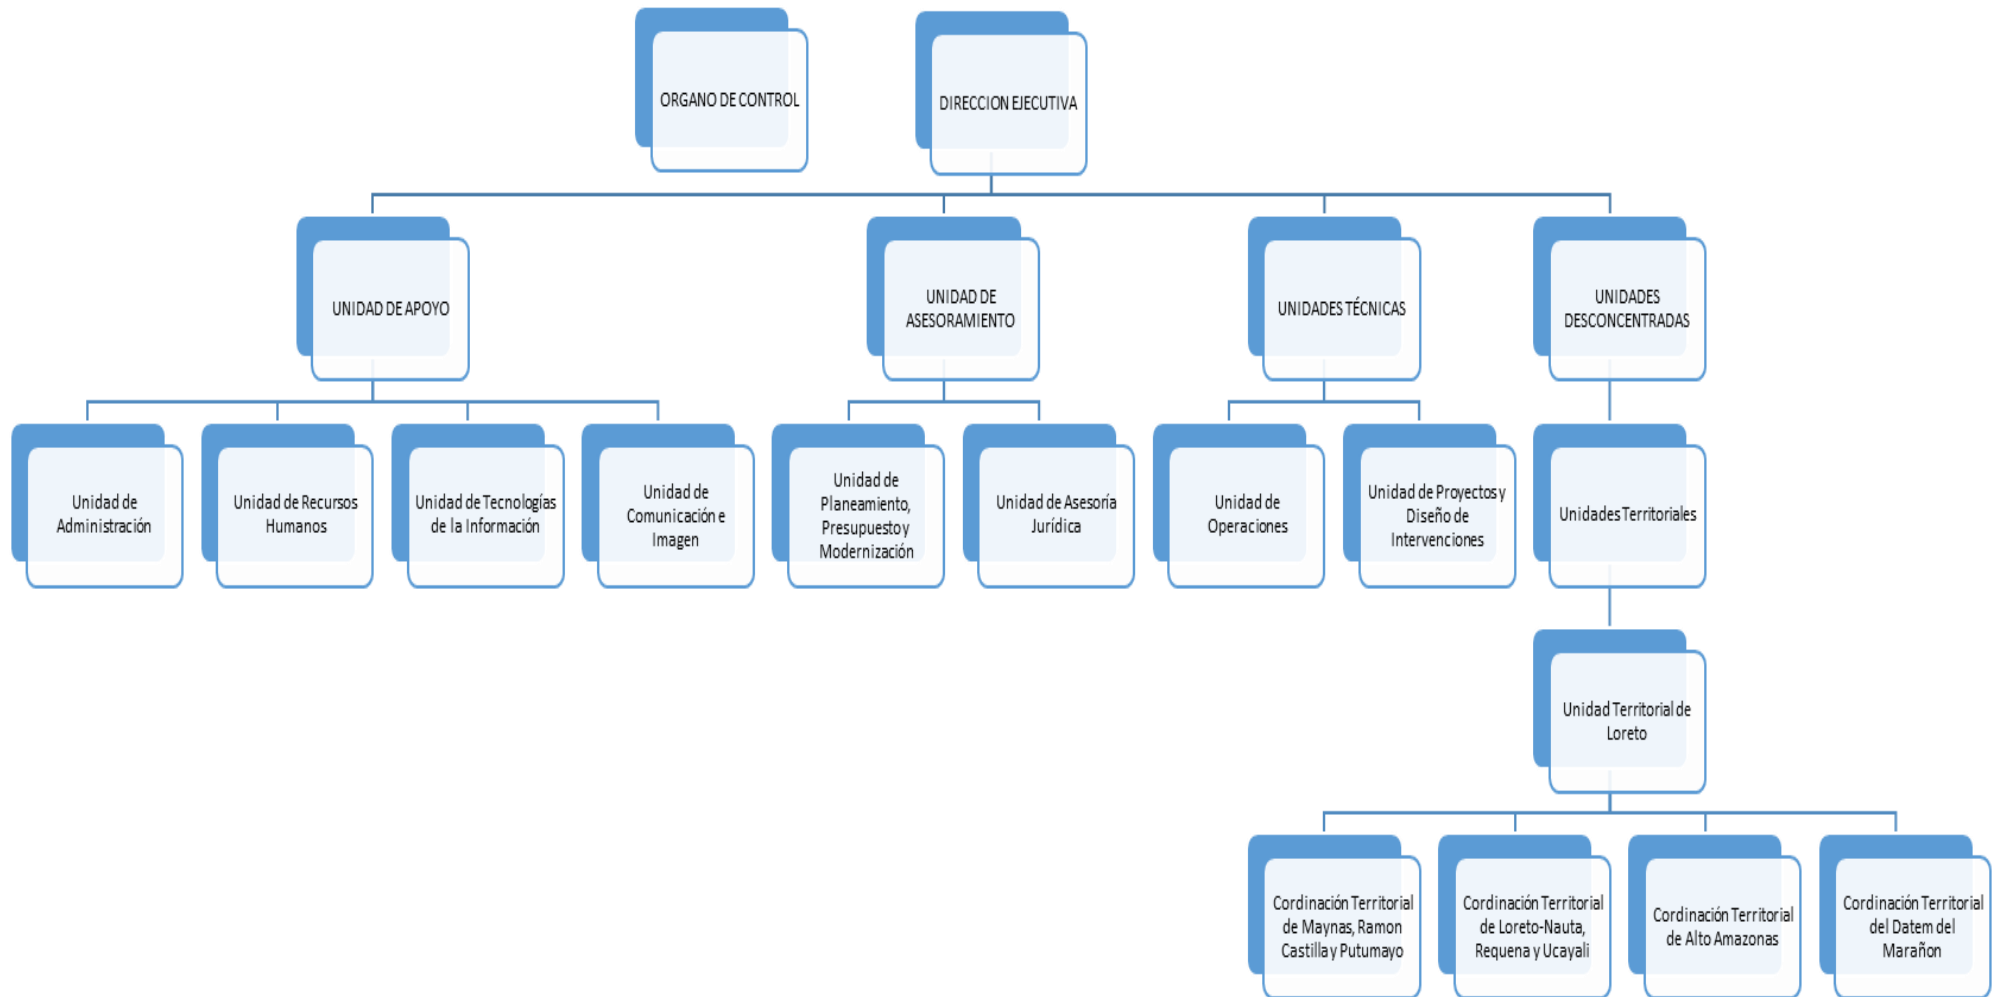 ORGANO DE CONTROL
DIRECCION EJECUTIVA
UNIDAD DE APOYO
UNIDAD DE
ASESORAMIENTO
UNIDADES TÉCNICAS
UNIDADES
DESCONCENTRADAS
Unidad de
Administración
Unidad de Recursos
Humanos
Unidad de Tecnologías
de la Información
Unidad de
Comunicación e
Imagen
Unidad de
Planeamiento,
Presupuesto y
Modernización
Unidad de Asesoría
Jurídica
Unidad de
Operaciones
Unidad de Proyectos y
Diseño de
Intervenciones
Unidades Territoriales
Unidad Territorial de
Loreto
Cordinación Territorial
de Maynas, Ramon
Castilla y Putumayo
Cordinación Territorial
de Loreto-Nauta,
Requena y Ucayali
Cordinación Territorial
de Alto Amazonas
Cordinación Territorial
del Datem del
Marañon